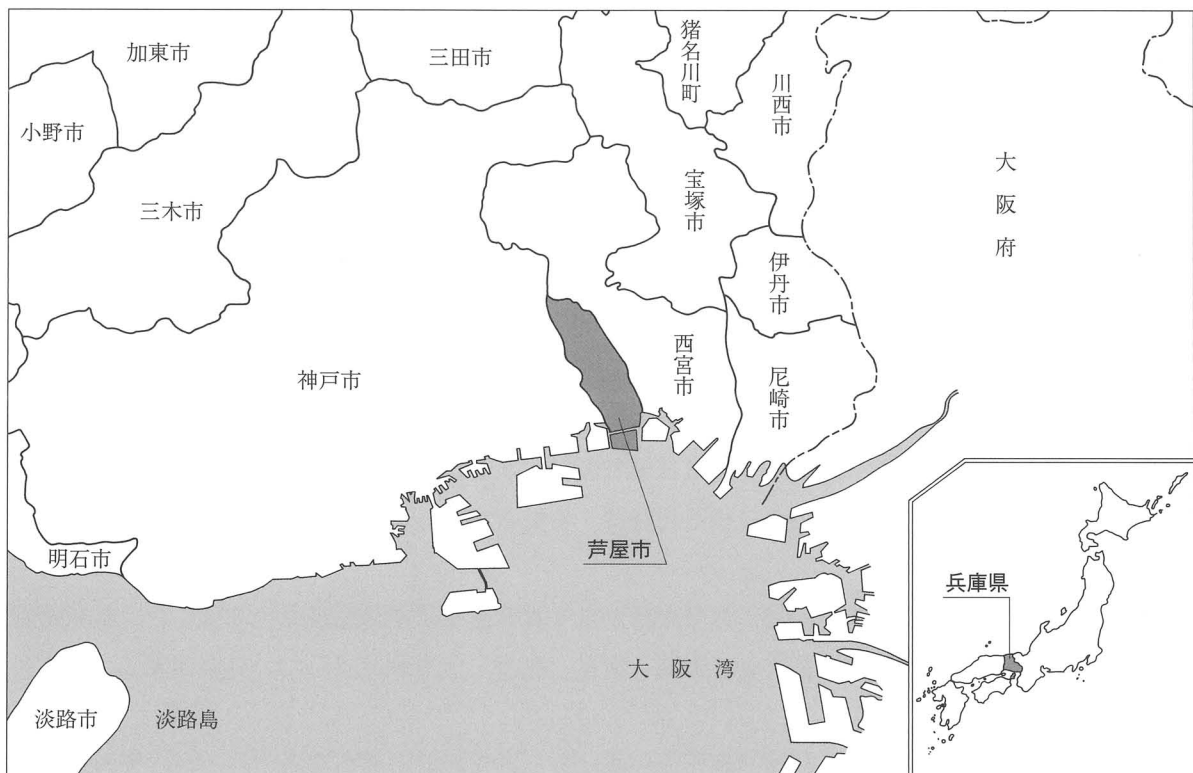 加東市
三田市
猪名川町
川西市
小野市
三木市
宝塚市
大阪府
伊丹市
神戸市
西宮市
尼崎市
明石市
芦屋市
兵庫県
大阪湾
淡路市
淡路島